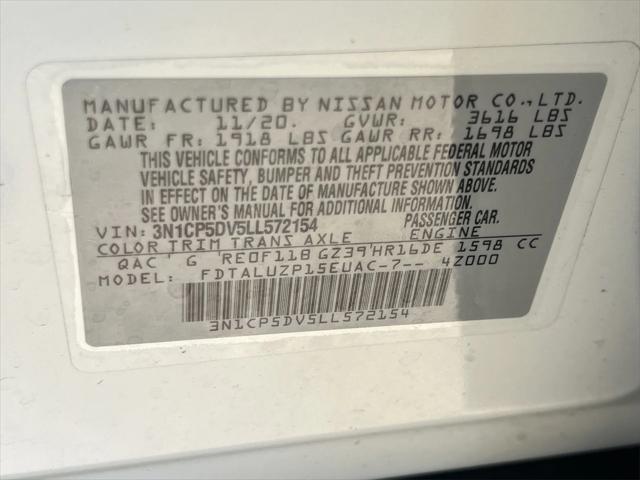 MANUFACTURED BY NISSAN MOTOR CO.,LTD.
DATE: 11/20. GVWR: 3616 LBS
GAWR FR: 1918 LBS GAWR RR: 1698 LBS
THIS VEHICLE CONFORMS TO ALL APPLICABLE FEDERAL MOTOR
VEHICLE SAFETY, BUMPER AND THEFT PREVENTION STANDARDS
IN EFFECT ON THE DATE OF MANUFACTURE SHOWN ABOVE.
SEE OWNER'S MANUAL FOR ADDITIONAL INFORMATION.
VIN: 3N1CP5DV5LL572154 PASSENGER CAR.
COLOR TRIM TRANS AXLE ENGINE
QAC G RE0F11B GZ39 HR16DE 1598 CC
MODEL: FDTALUZP15EUAC-7-- 4Z000
3N1CP5DV5LL572154